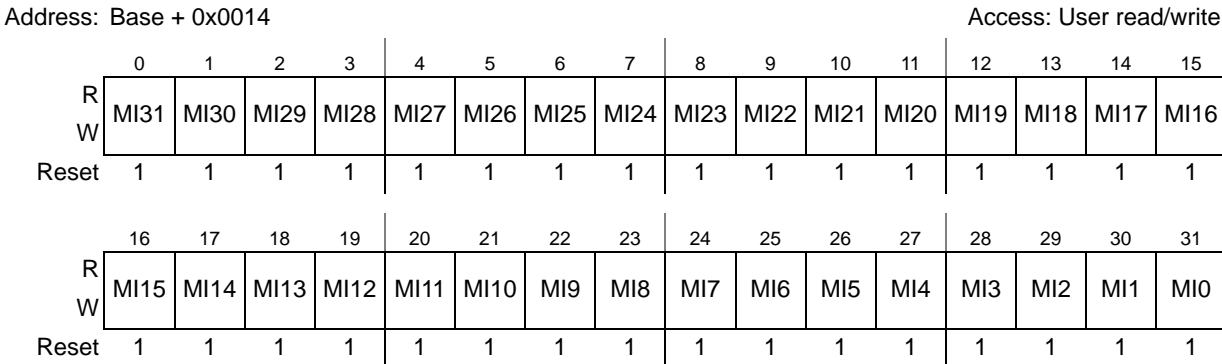 Address: Base + 0x0014 Access: User read/write
0 1 2 3 4 5 6 7 8 9 10 11 12 13 14 15
R
MI31 MI30 MI29 MI28 MI27 MI26 MI25 MI24 MI23 MI22 MI21 MI20 MI19 MI18 MI17 MI16
W
Reset 1 1 1 1 1 1 1 1 1 1 1 1 1 1 1 1
16 17 18 19 20 21 22 23 24 25 26 27 28 29 30 31
R
MI15 MI14 MI13 MI12 MI11 MI10 MI9 MI8 MI7 MI6 MI5 MI4 MI3 MI2 MI1 MI0
W
Reset 1 1 1 1 1 1 1 1 1 1 1 1 1 1 1 1